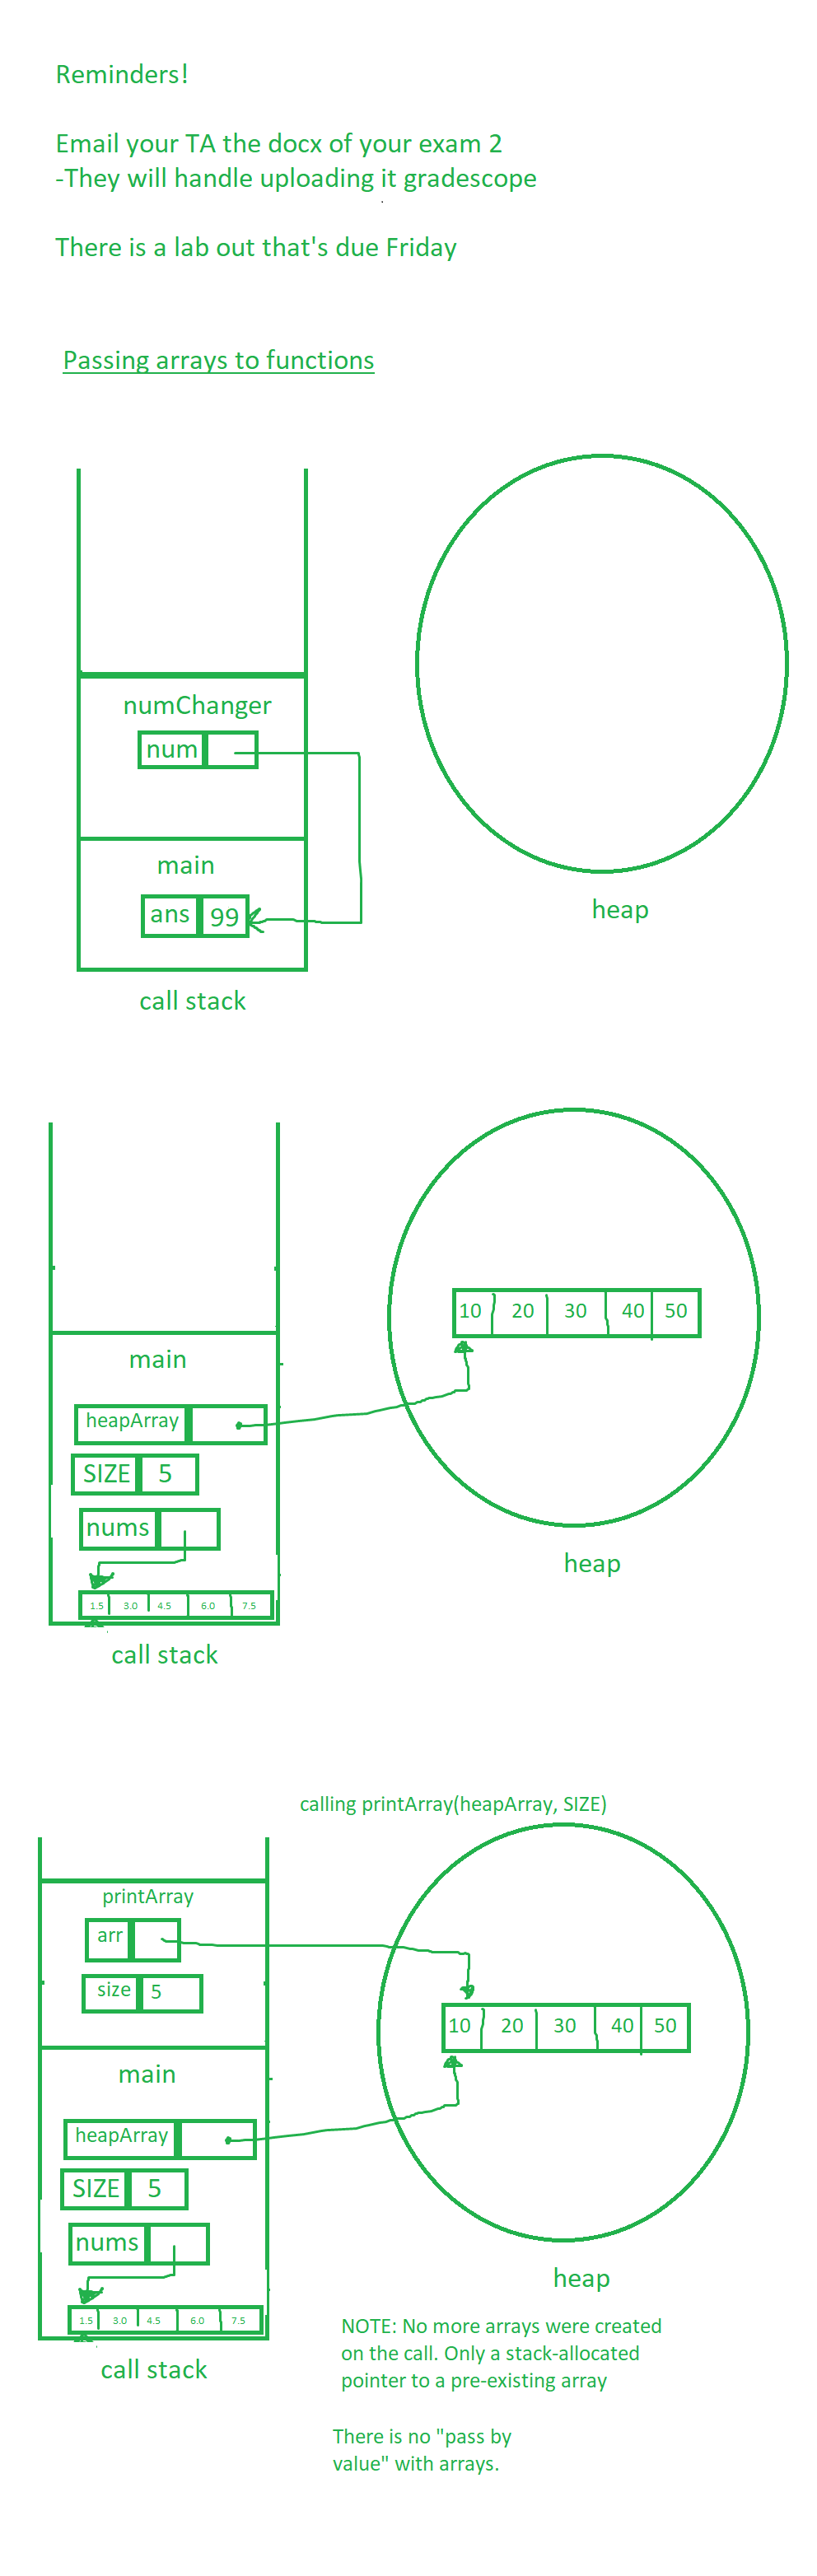 Reminders!
Email your TA the docx of your exam 2
-They will handle uploading it gradescope
There is a lab out that's due Friday
Passing arrays to functions
numChanger
num
main
ans 99
call stack
heap
10 20 30 40 50
main
heapArray
SIZE 5
nums
1.5 3.0 4.5 6.0 7.5
call stack
heap
calling printArray(heapArray, SIZE)
printArray
arr
size 5
10 20 30 40 50
main
heapArray
SIZE 5
nums
1.5 3.0 4.5 6.0 7.5
call stack
heap
NOTE: No more arrays were created
on the call. Only a stack-allocated
pointer to a pre-existing array
There is no "pass by
value" with arrays.